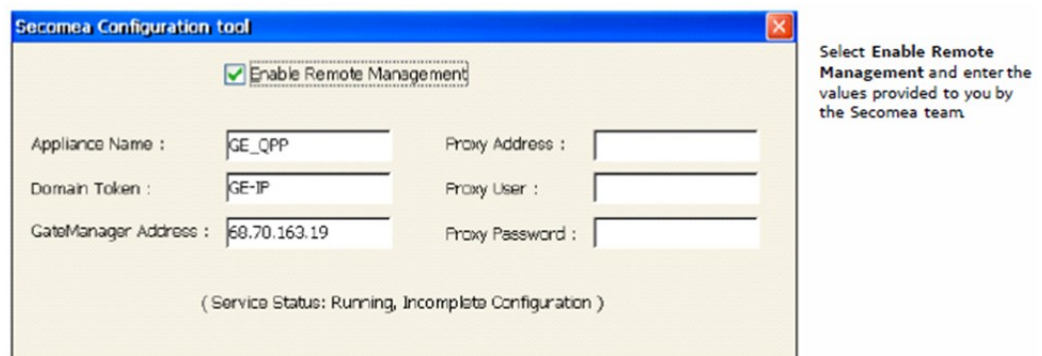 Secomea Configuration tool
Enable Remote Management
Appliance Name : GE_QPP Proxy Address :
Domain Token : GE-IP Proxy User :
GateManager Address : 68.70.163.19 Proxy Password :
( Service Status: Running, Incomplete Configuration )
Select Enable Remote
Management and enter the
values provided to you by
the Secomea team.